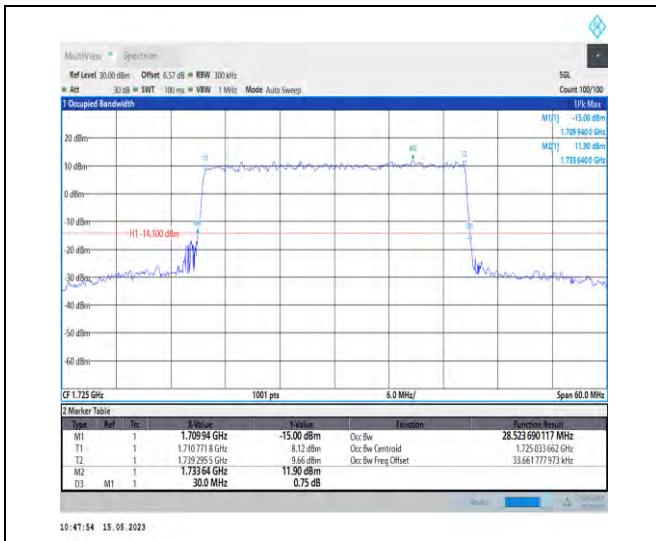 MultiView Spectrum
Ref Level 30.00 dBm Offset 6.57 dB RBW 300 kHz SGL
Att 30 dB SWT 100 ms VBW 1 MHz Mode Auto Sweep Count 100/100
1 Occupied Bandwidth 1Pk Max
M1[1] -15.00 dBm
1.709 940 0 GHz
M2[1] 11.90 dBm
1.733 640 0 GHz
20 dBm
T1 M2 T2
10 dBm
0 dBm
-10 dBm
M1 D3
H1 -14.100 dBm
-20 dBm
-30 dBm
-40 dBm
-50 dBm
-60 dBm
CF 1.725 GHz 1001 pts 6.0 MHz/ Span 60.0 MHz
2 Marker Table
Type Ref Trc X-Value Y-Value Function Function Result
M1 1 1.709 94 GHz -15.00 dBm Occ Bw 28.523 690 117 MHz
T1 1 1.710 771 8 GHz 8.12 dBm Occ Bw Centroid 1.725 033 662 GHz
T2 1 1.739 295 5 GHz 9.66 dBm Occ Bw Freq Offset 33.661 777 973 kHz
M2 1 1.733 64 GHz 11.90 dBm
D3 M1 1 30.0 MHz 0.75 dB
10:47:54 15.05.2023